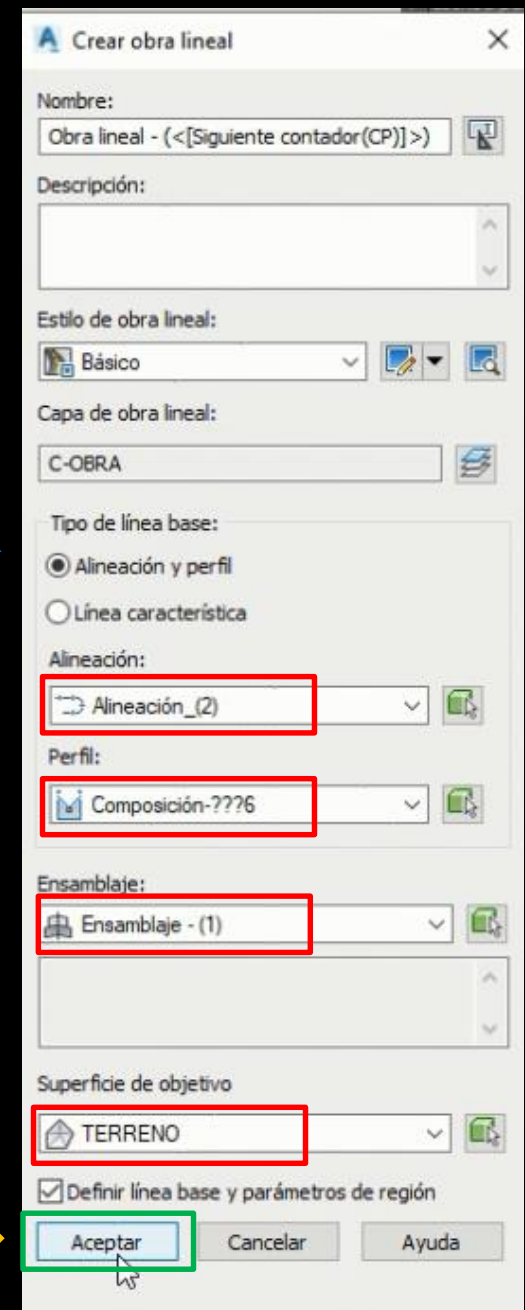 Crear obra lineal
Nombre:
Obra lineal - (<[Siguiente contador(CP)]>)
Descripción:
Estilo de obra lineal:
Básico
Capa de obra lineal:
C-OBRA
Tipo de línea base:
Alineación y perfil
Línea característica
Alineación:
Alineación_(2)
Perfil:
Composición-???6
Ensamblaje:
Ensamblaje - (1)
Superficie de objetivo
TERRENO
Definir línea base y parámetros de región
Aceptar Cancelar Ayuda